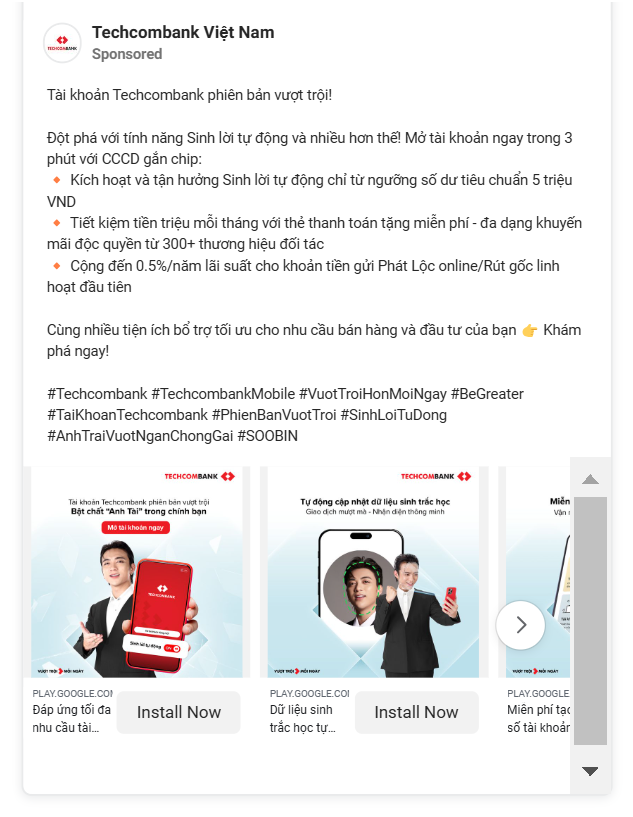 Techcombank Việt Nam
Sponsored
Tài khoản Techcombank phiên bản vượt trội!
Đột phá với tính năng Sinh lời tự động và nhiều hơn thế! Mở tài khoản ngay trong 3
phút với CCCD gắn chip:
🔸 Kích hoạt và tận hưởng Sinh lời tự động chỉ từ ngưỡng số dư tiêu chuẩn 5 triệu
VND
🔸 Tiết kiệm tiền triệu mỗi tháng với thẻ thanh toán tặng miễn phí - đa dạng khuyến
mãi độc quyền từ 300+ thương hiệu đối tác
🔸 Cộng đến 0.5%/năm lãi suất cho khoản tiền gửi Phát Lộc online/Rút gốc linh
hoạt đầu tiên
Cùng nhiều tiện ích bổ trợ tối ưu cho nhu cầu bán hàng và đầu tư của bạn 👉 Khám
phá ngay!
#Techcombank #TechcombankMobile #VuotTroiHonMoiNgay #BeGreater
#TaiKhoanTechcombank #PhienBanVuotTroi #SinhLoiTuDong
#AnhTraiVuotNganChongGai #SOOBIN
TECHCOMBANK
Tài khoản Techcombank phiên bản vượt trội
Bật chất “Anh Tài” trong chính bạn
Mở tài khoản ngay
TECHCOMBANK
Sinh lời tự động
VƯỢT TRỘI MỖI NGÀY
TECHCOMBANK
Tự động cập nhật dữ liệu sinh trắc học
Giao dịch mượt mà - Nhận diện thông minh
VƯỢT TRỘI MỖI NGÀY
Miễn
Vận
VƯỢT TRỘI MỖI NGÀY
PLAY.GOOGLE.COM
Đáp ứng tối đa
nhu cầu tài...
Install Now
PLAY.GOOGLE.COM
Dữ liệu sinh
trắc học tự...
Install Now
PLAY.GOOGLE
Miễn phí tạo
số tài khoản